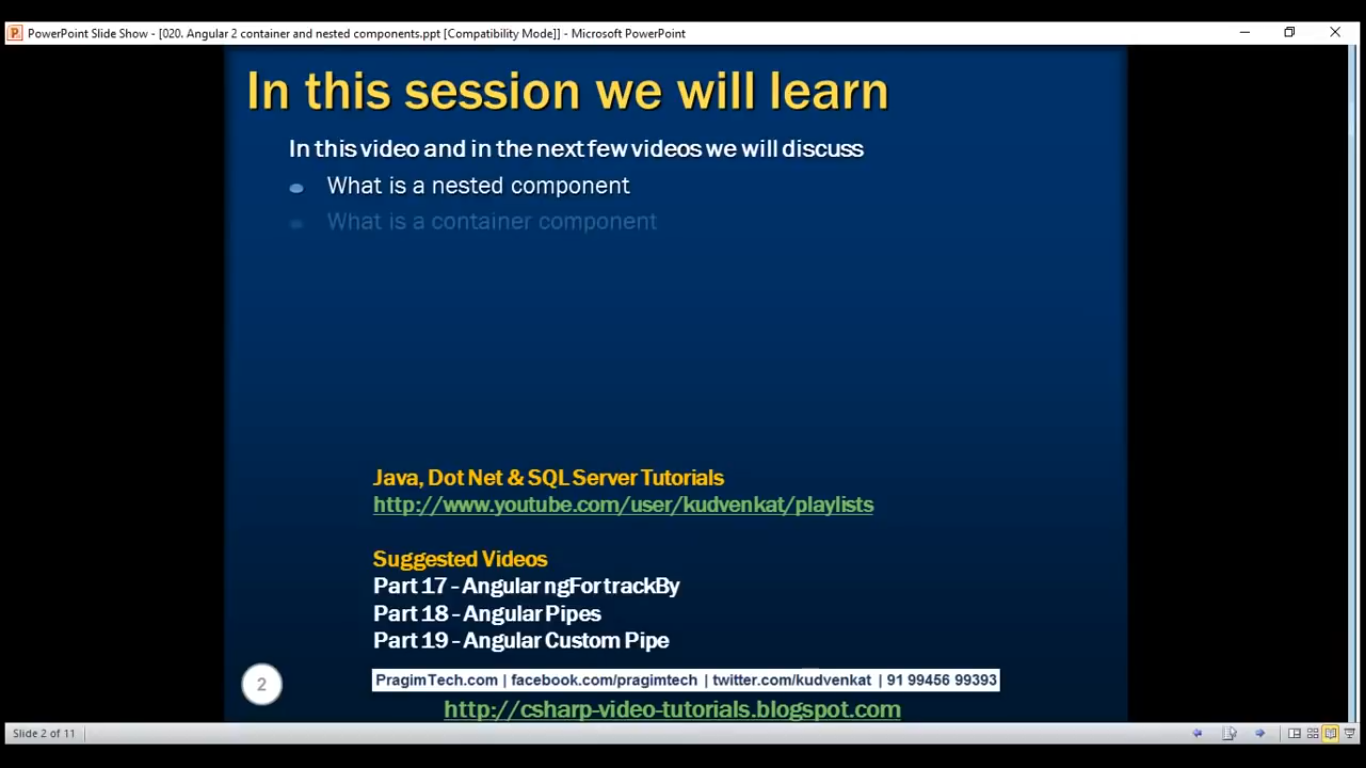 PowerPoint Slide Show - [020. Angular 2 container and nested components.ppt [Compatibility Mode]] - Microsoft PowerPoint
In this session we will learn
In this video and in the next few videos we will discuss
What is a nested component
What is a container component
Java, Dot Net & SQL Server Tutorials
http://www.youtube.com/user/kudvenkat/playlists
Suggested Videos
Part 17 - Angular ngFor trackBy
Part 18 - Angular Pipes
Part 19 - Angular Custom Pipe
2
PragimTech.com | facebook.com/pragimtech | twitter.com/kudvenkat | 91 99456 99393
http://csharp-video-tutorials.blogspot.com
Slide 2 of 11